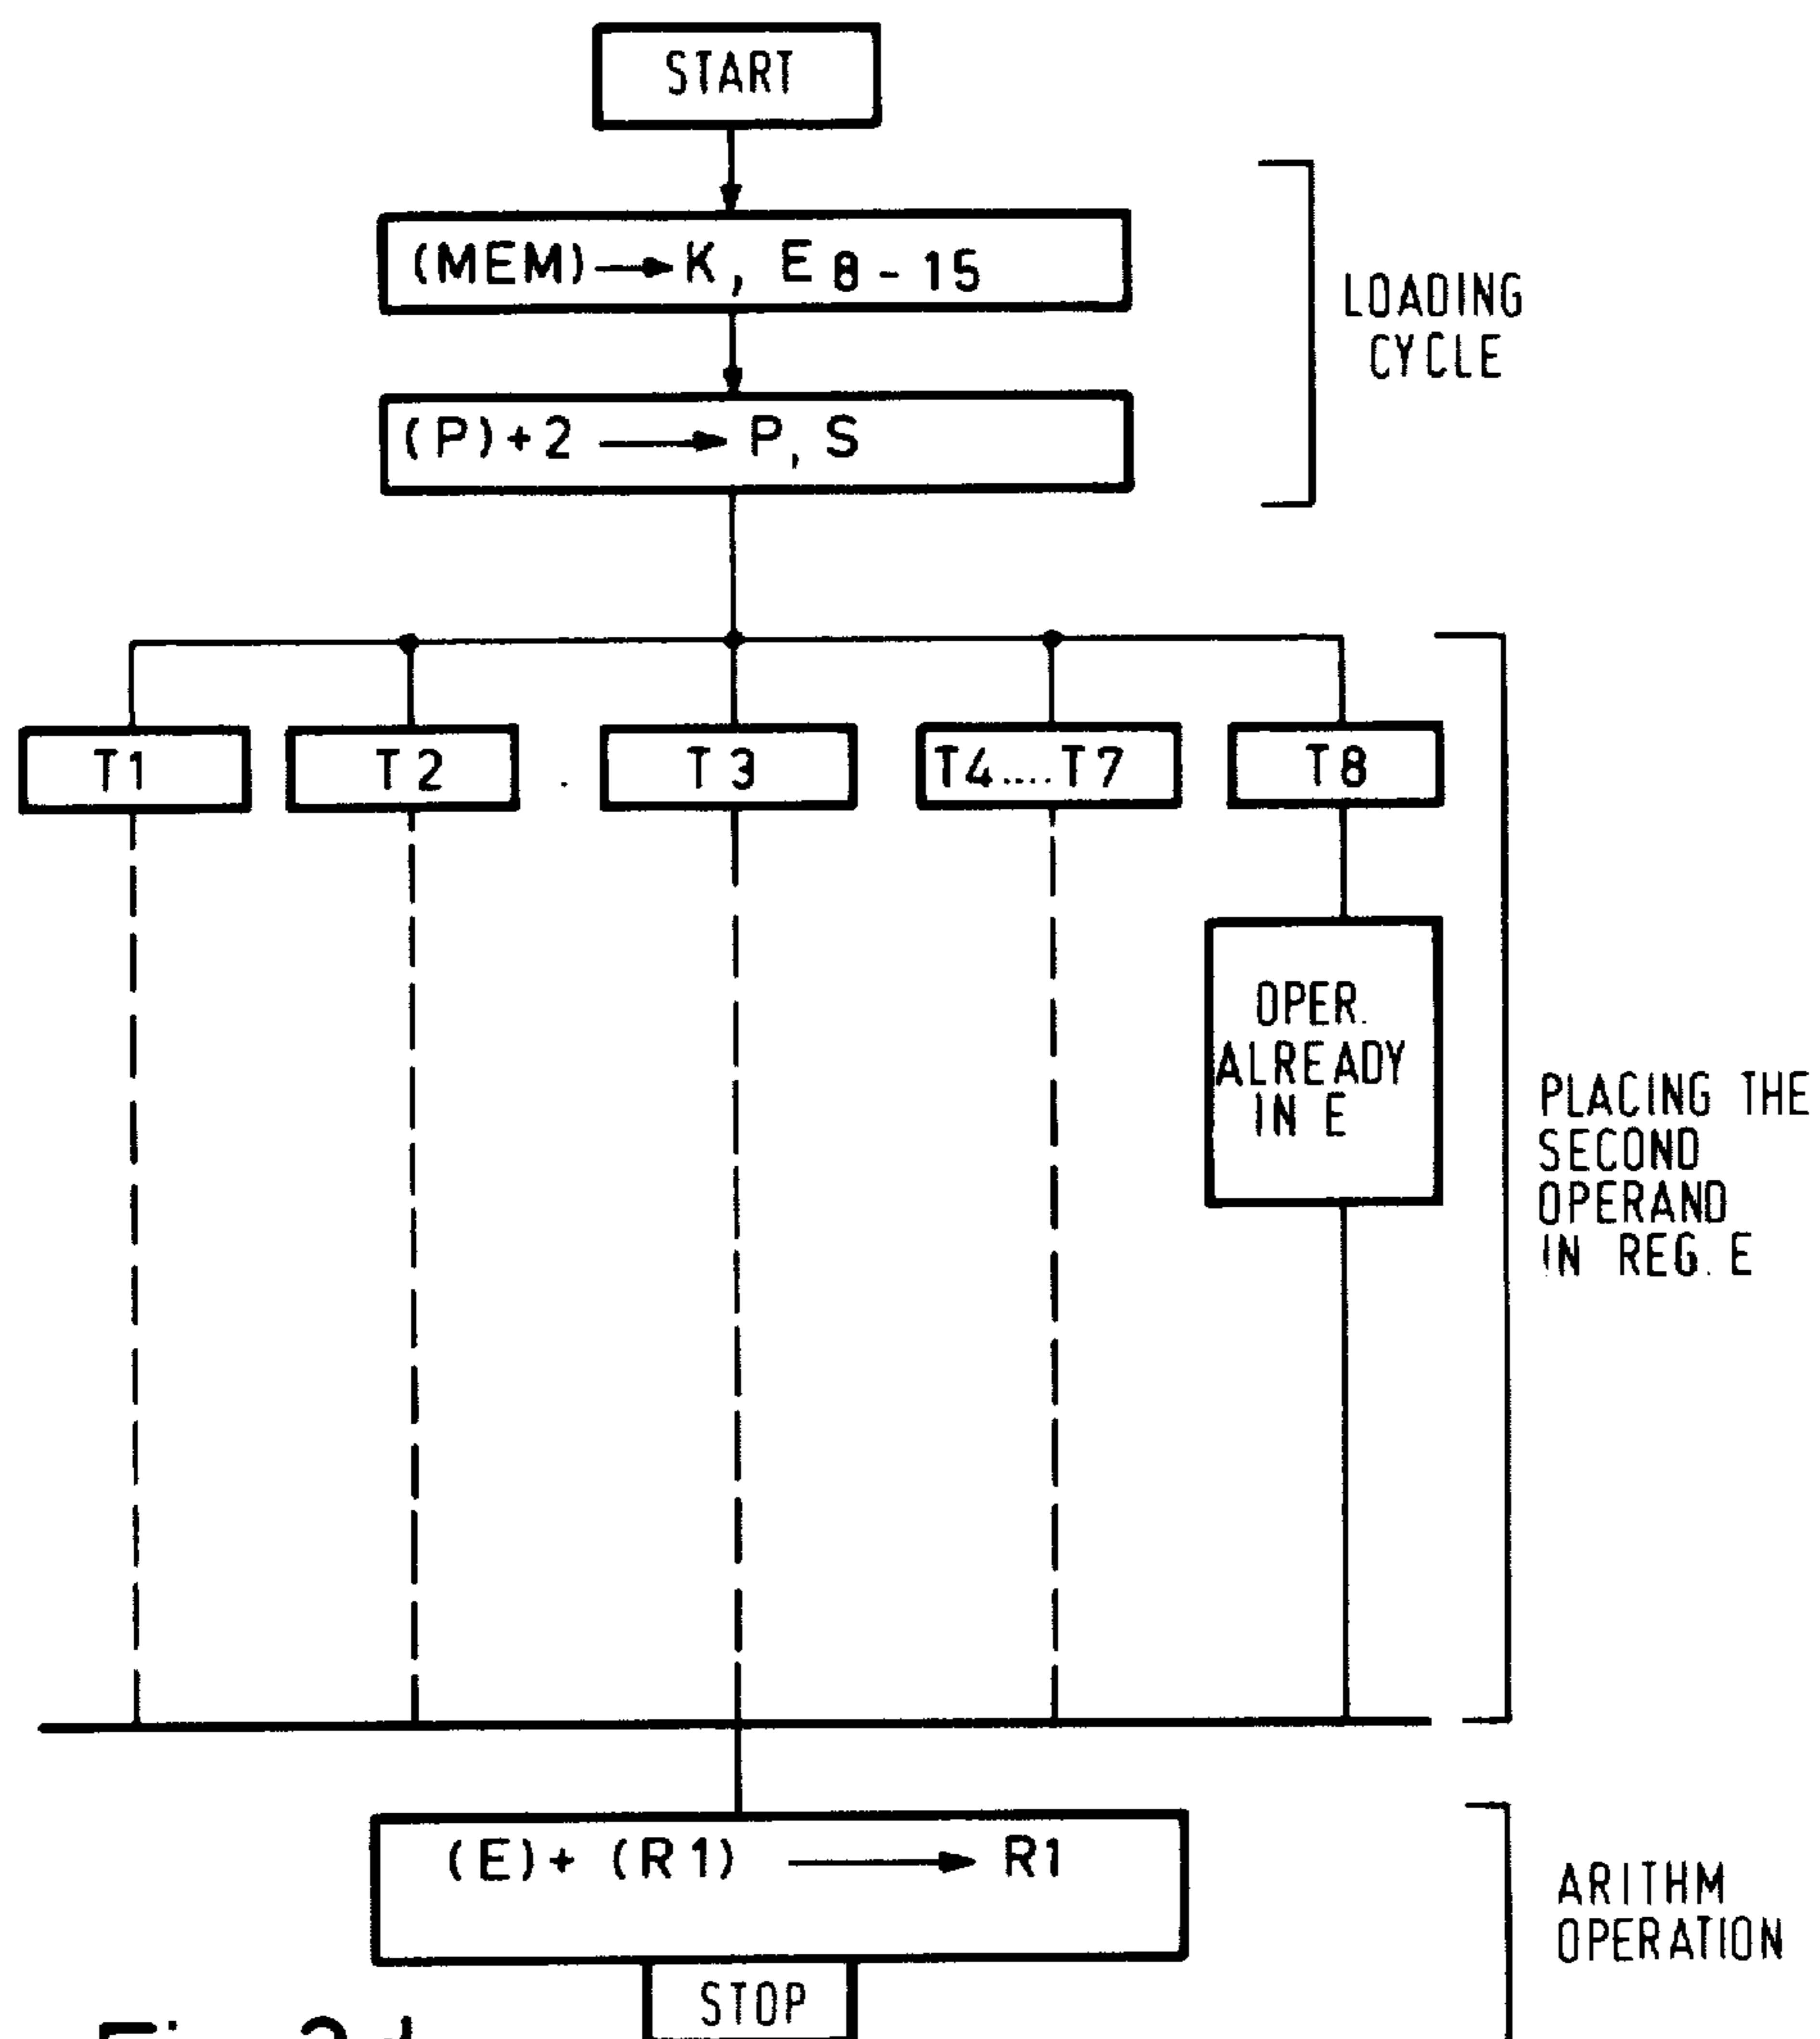 START
(MEM) → K, E 8 - 15
LOADING
CYCLE
(P)+2 → P, S
T1
T2
T3
T4....T7
T8
OPER.
ALREADY
IN E
PLACING THE
SECOND
OPERAND
IN REG. E
(E)+ (R1) → R1
ARITHM
OPERATION
STOP